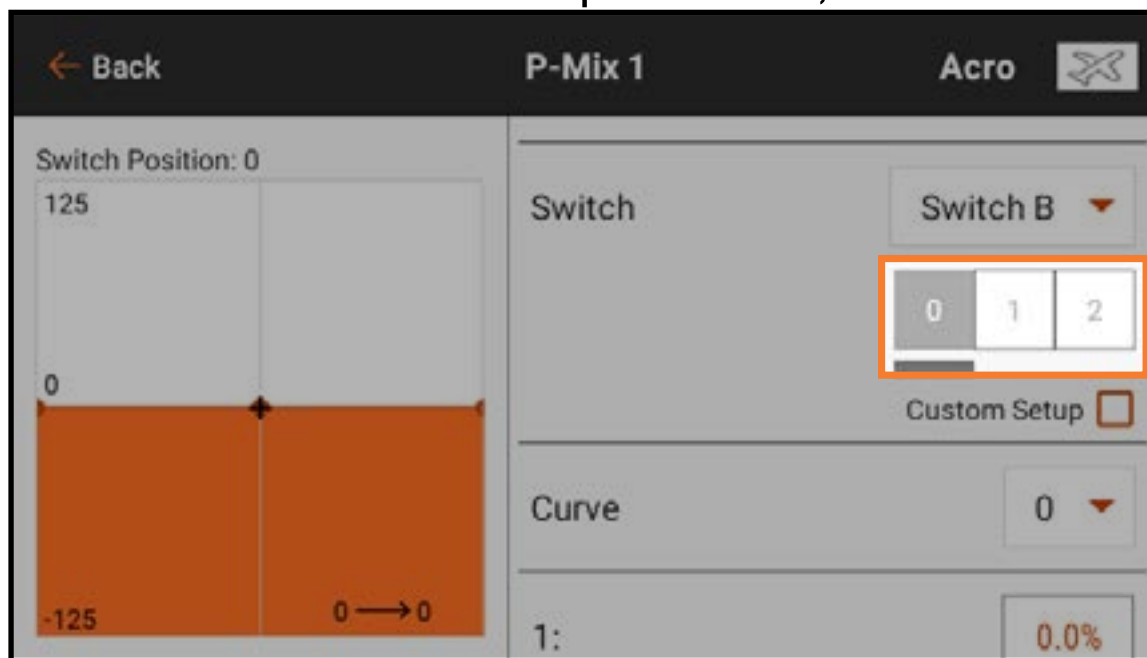 Back
P-Mix 1
Acro
Switch Position: 0
125
0
-125
0 → 0
Switch
Switch B
0 1 2
Custom Setup
Curve
0
1:
0.0%